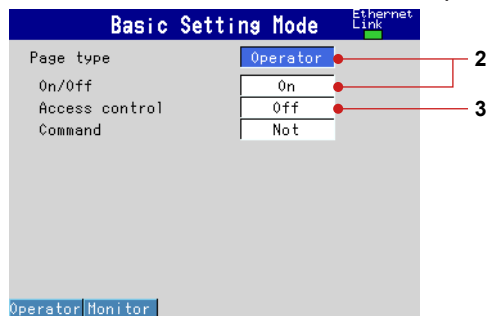 Basic Setting Mode Ethernet Link
Page type Operator 2
On/Off On
Access control Off 3
Command Not
Operator Monitor